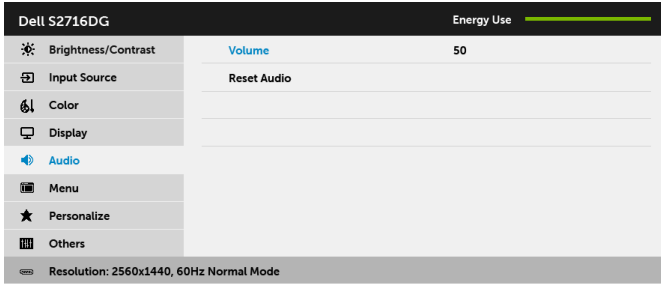 Dell S2716DG Energy Use
Brightness/Contrast Volume 50
Input Source Reset Audio
Color
Display
Audio
Menu
Personalize
Others
Resolution: 2560x1440, 60Hz Normal Mode